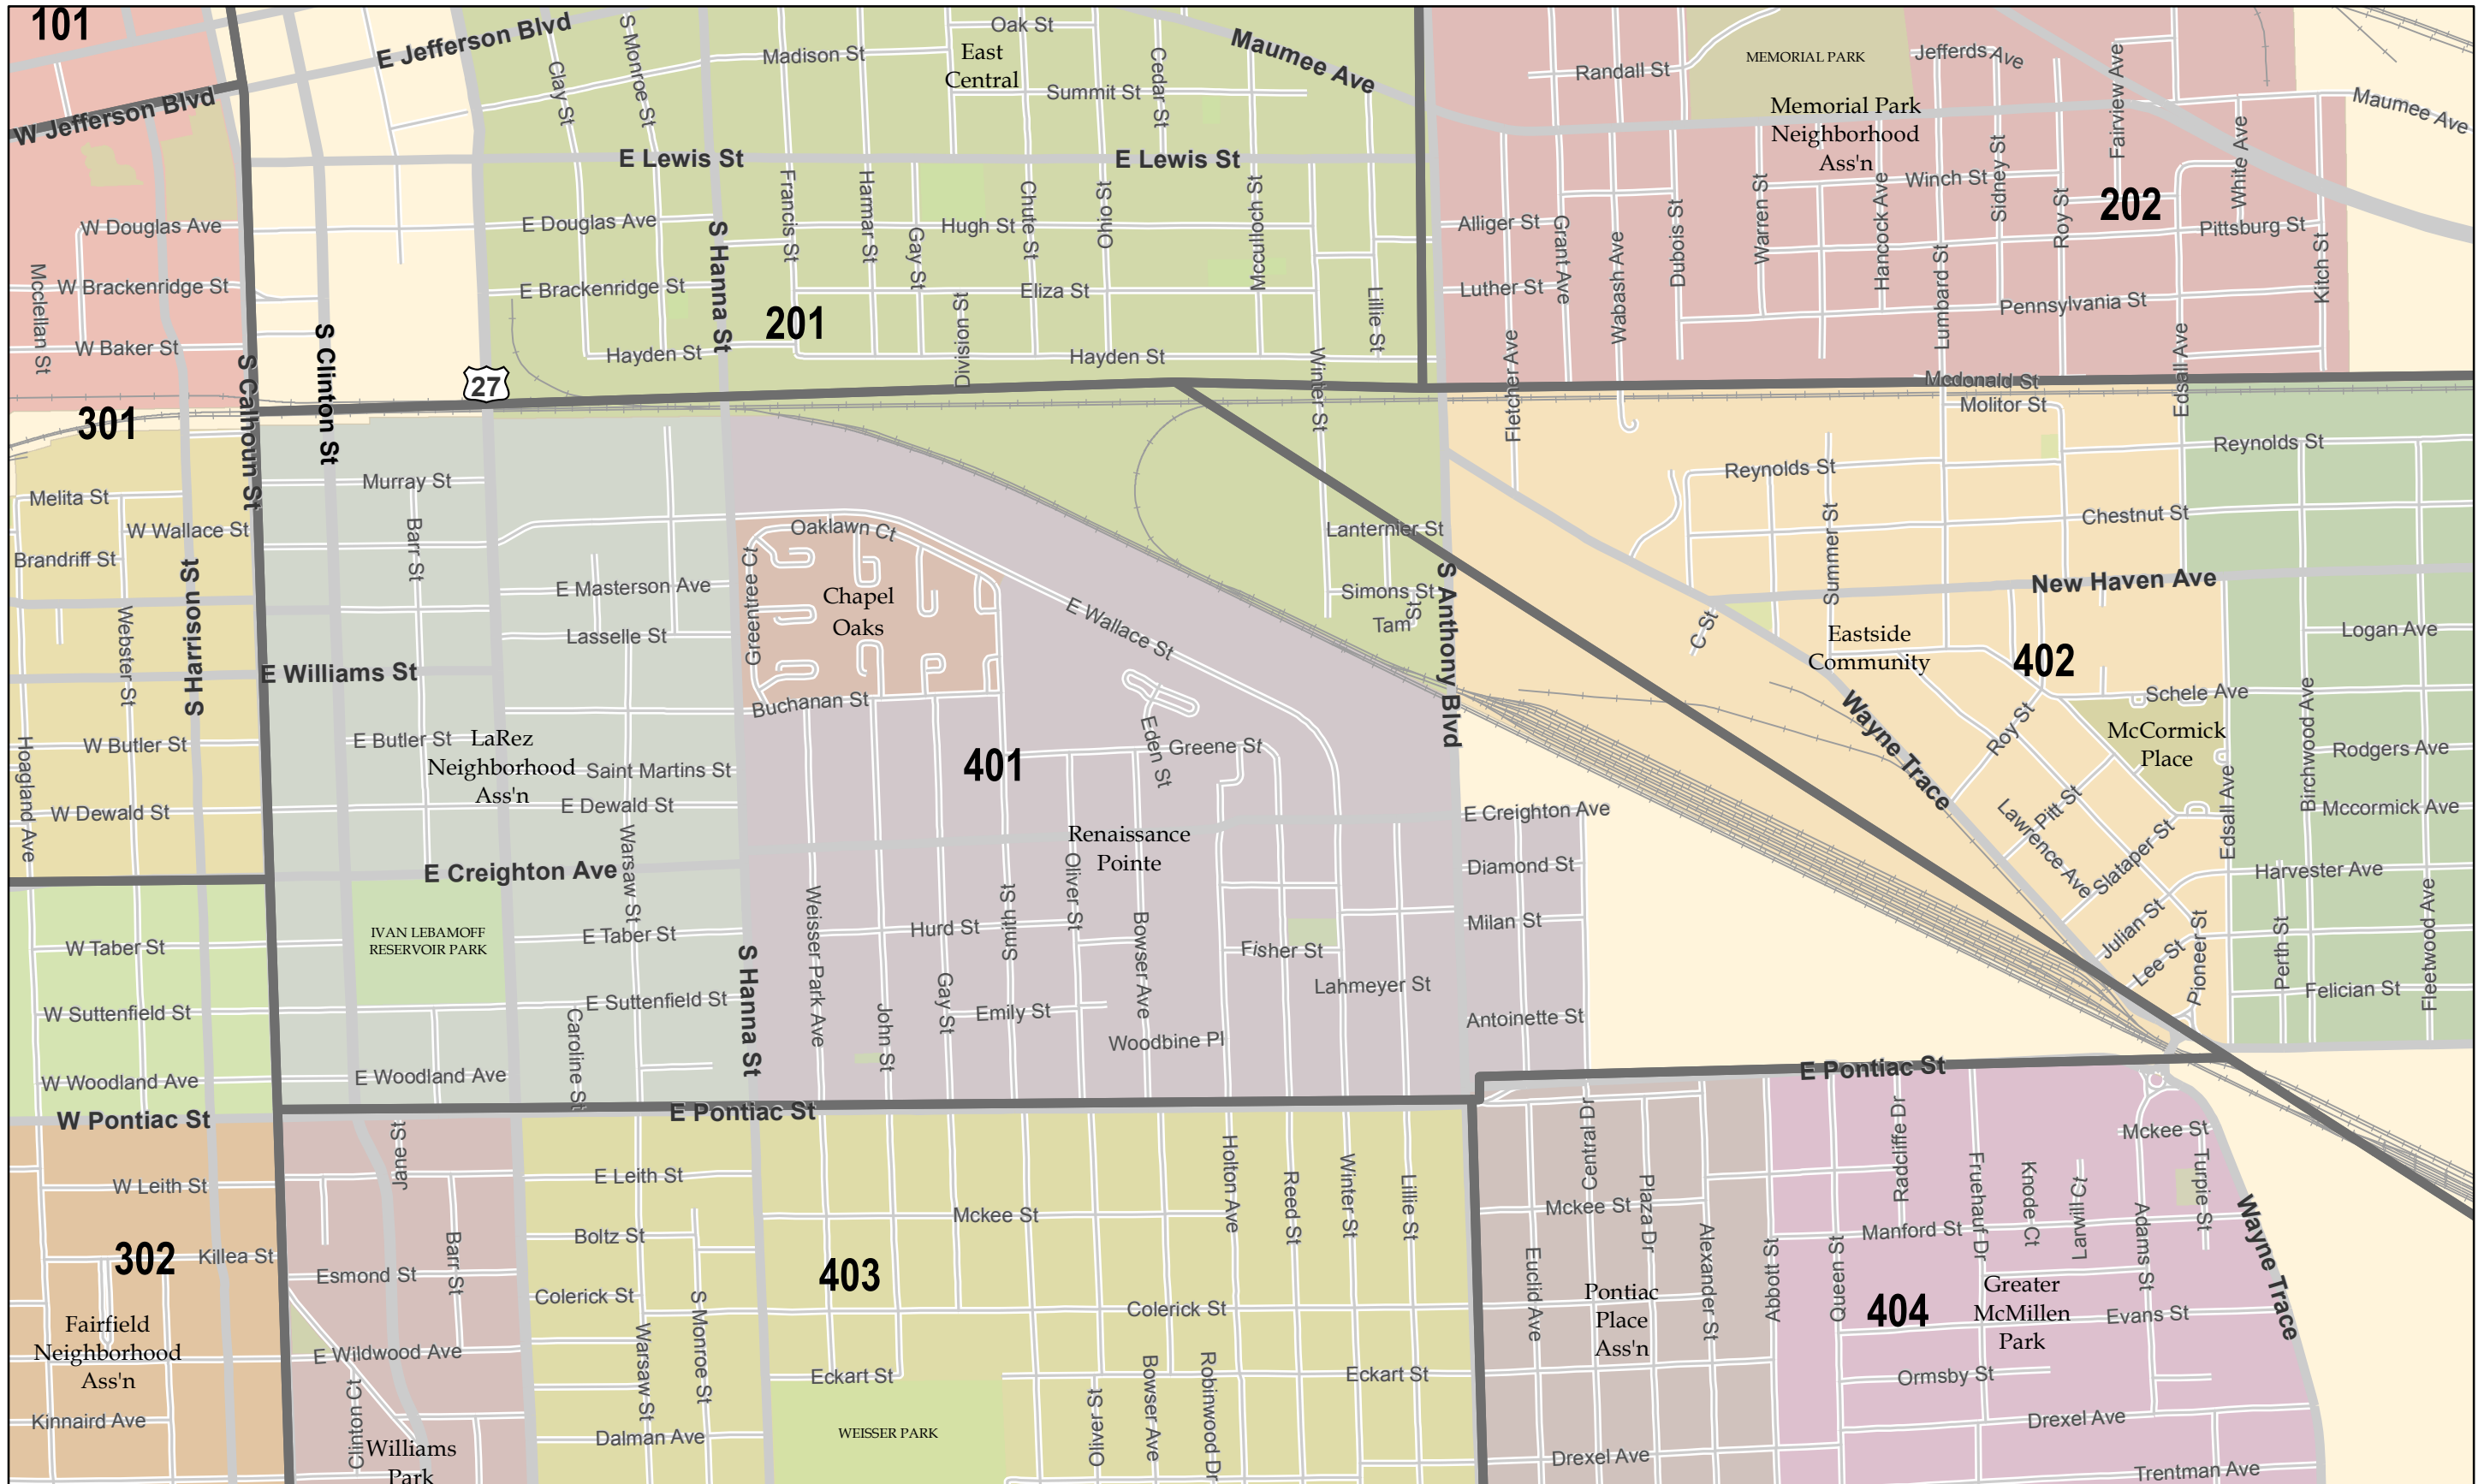 101
E Jefferson Blvd
W Jefferson Blvd
S Monroe St
Clay St
Madison St
Oak St
East
Central
Summit St
Cedar St
Maumee Ave
Randall St
MEMORIAL PARK
Jefferds Ave
Fairview Ave
Maumee Ave
Memorial Park
Neighborhood
Ass'n
E Lewis St
E Lewis St
Winch St
Sidney St
White Ave
202
W Douglas Ave
E Douglas Ave
S Hanna St
Francis St
Harmar St
Gay St
Hugh St
Chute St
Ohio St
Mcculloch St
Alliger St
Grant Ave
Wabash Ave
Dubois St
Warren St
Hancock Ave
Lumbard St
Roy St
Pittsburg St
Kitch St
Mcclellan St
W Brackenridge St
E Brackenridge St
Eliza St
Division St
Lillie St
Luther St
Pennsylvania St
201
W Baker St
Hayden St
Hayden St
Winter St
Fletcher Ave
Edsall Ave
S Calhoun St
S Clinton St
27
Mcdonald St
Molitor St
301
Reynolds St
Reynolds St
Murray St
Melita St
W Wallace St
Brandriff St
Barr St
Oaklawn Ct
Lanternier St
Summer St
Chestnut St
S Harrison St
Webster St
E Masterson Ave
Greentree Ct
Chapel
Oaks
E Wallace St
Simons St
Tam St
S Anthony Blvd
New Haven Ave
C St
Eastside
Community
402
Logan Ave
Lasselle St
E Williams St
Buchanan St
Schele Ave
Birchwood Ave
Wayne Trace
Roy St
McCormick
Place
Rodgers Ave
Hoagland Ave
W Butler St
E Butler St
LaRez
Neighborhood
Ass'n
Saint Martins St
401
Eden St
Greene St
W Dewald St
E Dewald St
E Creighton Ave
Lawrence Ave
Pitt St
Slataper St
Edsall Ave
Mccormick Ave
Renaissance
Pointe
Warsaw St
E Creighton Ave
Oliver St
Diamond St
Harvester Ave
Weisser Park Ave
Smith St
Bowser Ave
Milan St
Julian St
Lee St
Pioneer St
Perth St
Fleetwood Ave
IVAN LEBAMOFF
RESERVOIR PARK
W Taber St
E Taber St
Hurd St
Fisher St
S Hanna St
John St
Gay St
Lahmeyer St
Felician St
W Suttenfield St
E Suttenfield St
Emily St
Caroline St
Antoinette St
Woodbine Pl
W Woodland Ave
E Woodland Ave
E Pontiac St
W Pontiac St
E Pontiac St
Jane St
Central Dr
Radcliffe Dr
Mckee St
Turpie St
W Leith St
E Leith St
Holton Ave
Reed St
Winter St
Lillie St
Plaza Dr
Fruehauf Dr
Knode Ct
Laurwill Ct
Adams St
Wayne Trace
Mckee St
Mckee St
Manford St
302
Killea St
Barr St
Boltz St
Esmond St
403
Colerick St
Colerick St
S Monroe St
Euclid Ave
Alexander St
Abbott St
Queen St
Pontiac
Place
Ass'n
404
Greater
McMillen
Park
Evans St
Fairfield
Neighborhood
Ass'n
E Wildwood Ave
Warsaw St
Eckart St
Eckart St
Ormsby St
Kinnaird Ave
Clinton Ct
Williams
Park
Dalman Ave
WEISSER PARK
Oliver St
Bowser Ave
Robinwood Dr
Drexel Ave
Drexel Ave
Trentman Ave